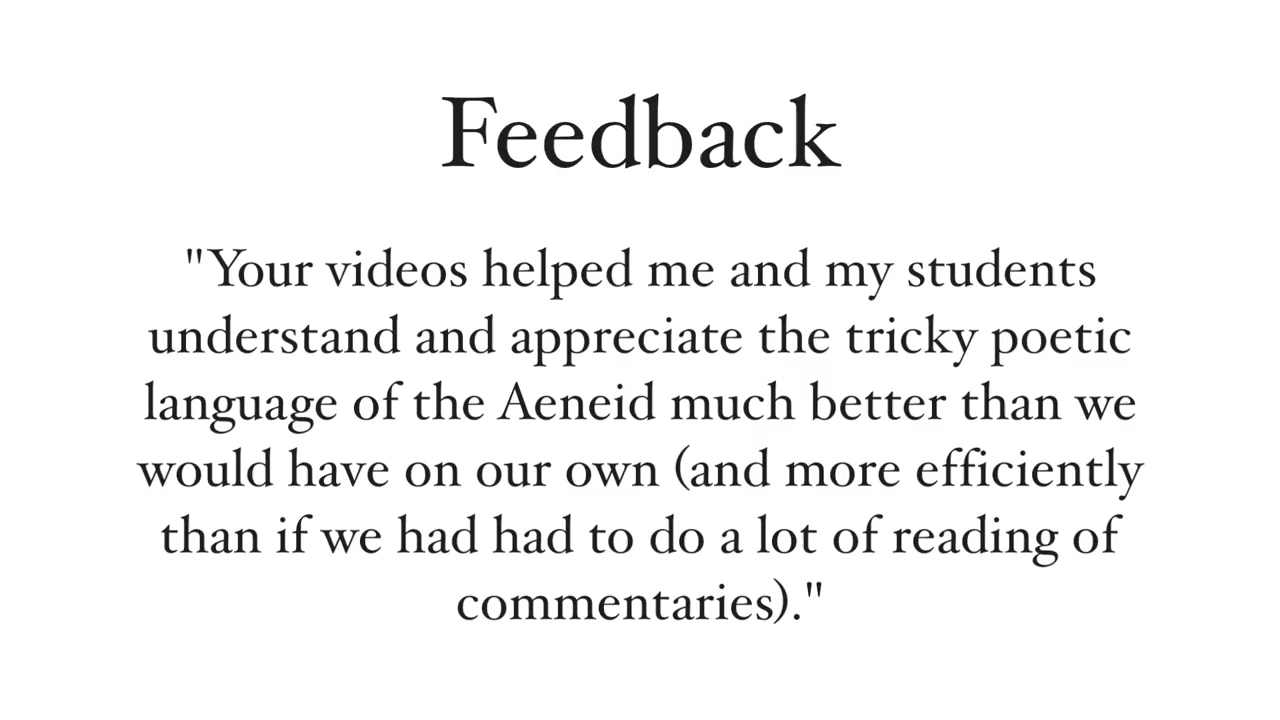 Feedback
"Your videos helped me and my students
understand and appreciate the tricky poetic
language of the Aeneid much better than we
would have on our own (and more efficiently
than if we had had to do a lot of reading of
commentaries)."